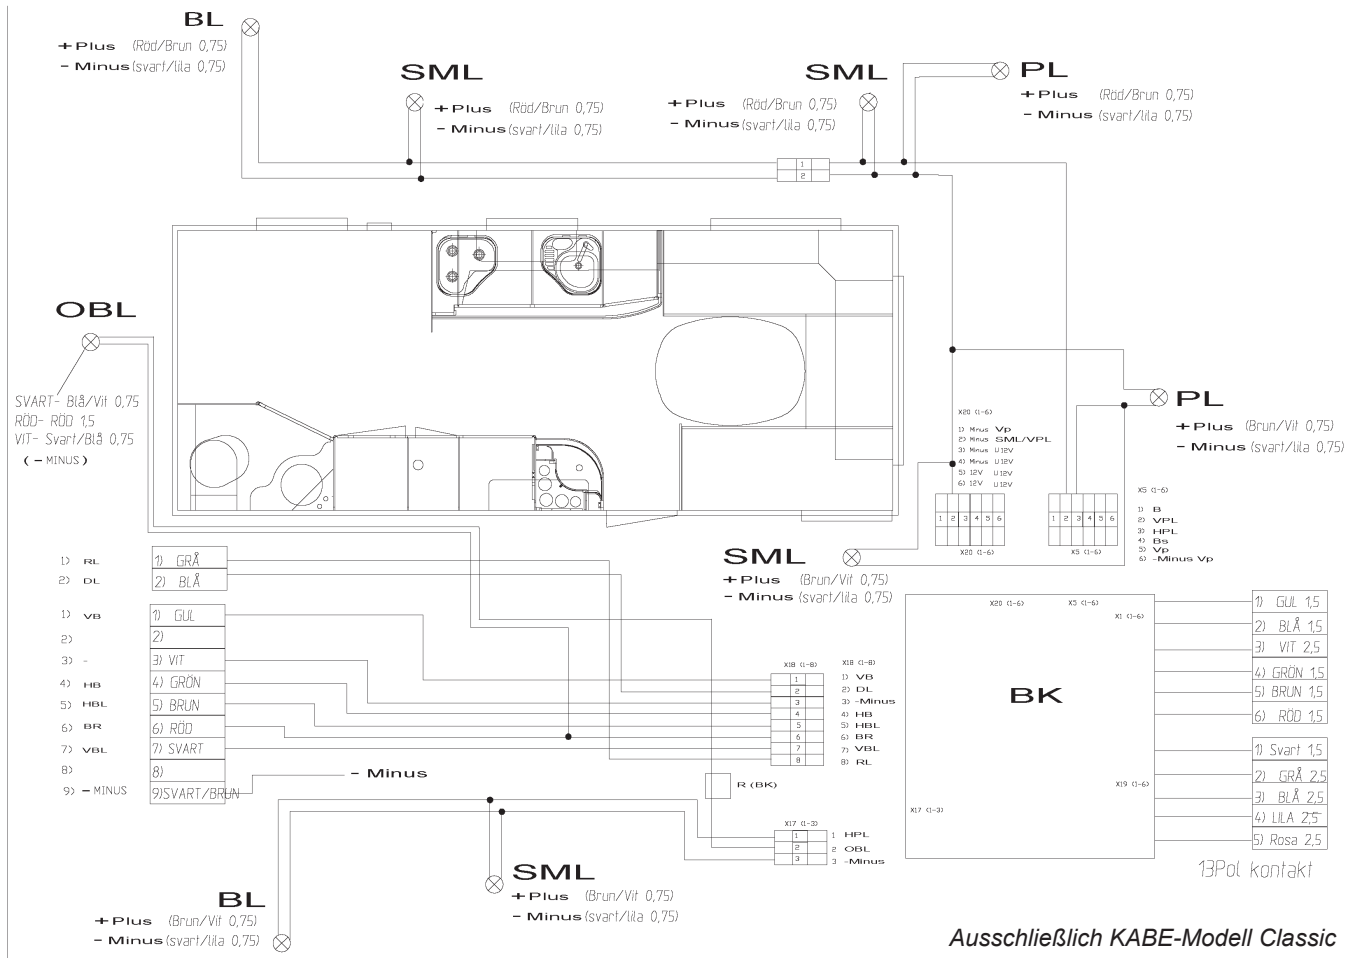 BL
+ Plus (Röd/Brun 0,75)
- Minus (svart/lila 0,75)
SML
+ Plus (Röd/Brun 0,75)
- Minus (svart/lila 0,75)
SML
+ Plus (Röd/Brun 0,75)
- Minus (svart/lila 0,75)
PL
+ Plus (Röd/Brun 0,75)
- Minus (svart/lila 0,75)
1
2
OBL
SVART- Blå/Vit 0,75
RÖD- RÖD 1,5
VIT- Svart/Blå 0,75
( - MINUS )
PL
+ Plus (Brun/Vit 0,75)
- Minus (svart/lila 0,75)
X20 (1-6)
1) Minus Vp
2) Minus SML/VPL
3) Minus U12V
4) Minus U12V
5) 12V U12V
6) 12V U12V
1 2 3 4 5 6
X20 (1-6)
1 2 3 4 5 6
X5 (1-6)
X5 (1-6)
1) B
2) VPL
3) HPL
4) Bs
5) Vp
6) -Minus Vp
SML
+ Plus (Brun/Vit 0,75)
- Minus (svart/lila 0,75)
1) RL
2) DL
1) GRÅ
2) BLÅ
1) VB
2)
3) -
4) HB
5) HBL
6) BR
7) VBL
8)
9) - MINUS
1) GUL
2)
3) VIT
4) GRÖN
5) BRUN
6) RÖD
7) SVART
8)
9)SVART/BRUN
- Minus
X18 (1-8)
1
2
3
4
5
6
7
8
X18 (1-8)
1) VB
2) DL
3) -Minus
4) HB
5) HBL
6) BR
7) VBL
8) RL
R (BK)
X17 (1-3)
1
2
3
1 HPL
2 OBL
3 -Minus
X20 (1-6)
X5 (1-6)
X1 (1-6)
BK
X19 (1-6)
X17 (1-3)
1) GUL 1,5
2) BLÅ 1,5
3) VIT 2,5
4) GRÖN 1,5
5) BRUN 1,5
6) RÖD 1,5
1) Svart 1,5
2) GRÅ 2,5
3) BLÅ 2,5
4) LILA 2,5
5) Rosa 2,5
13Pol kontakt
SML
+ Plus (Brun/Vit 0,75)
- Minus (svart/lila 0,75)
BL
+ Plus (Brun/Vit 0,75)
- Minus (svart/lila 0,75)
Ausschließlich KABE-Modell Classic